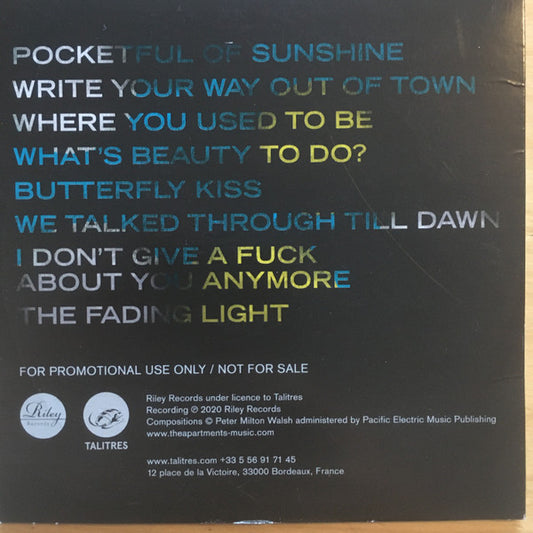 POCKETFUL OF SUNSHINE
WRITE YOUR WAY OUT OF TOWN
WHERE YOU USED TO BE
WHAT'S BEAUTY TO DO?
BUTTERFLY KISS
WE TALKED THROUGH TILL DAWN
I DON'T GIVE A FUCK
ABOUT YOU ANYMORE
THE FADING LIGHT
FOR PROMOTIONAL USE ONLY / NOT FOR SALE
Riley
Records
TALITRES
Riley Records under licence to Talitres
Recording ℗ 2020 Riley Records
Compositions © Peter Milton Walsh administered by Pacific Electric Music Publishing
www.theapartments-music.com
www.talitres.com +33 5 56 91 71 45
12 place de la Victoire, 33000 Bordeaux, France